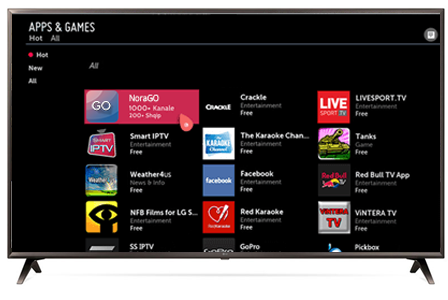 APPS & GAMES
Hot All
Hot
New
All
All
GO
NoraGO
1000+ Kanale
200+ Shqip
CRACKLE
Crackle
Entertainment
Free
LIVE
SPORT.TV
LIVESPORT.TV
Entertainment
Free
SMART
IPTV
Smart IPTV
Entertainment
Free
KARAOKE
Channel
The Karaoke Chan...
Entertainment
Free
Tanks
Game
Free
Weather4us
News & Info
Free
facebook
Facebook
Entertainment
Free
Red Bull
TV
Red Bull TV App
Entertainment
Free
NFB Films for LG S...
Entertainment
Free
Red Karaoke
Entertainment
Free
VINTERA
TV
ViNTERA TV
Entertainment
Free
SS IPTV
Entertainment
GoPro
Entertainment
Pickbox
Entertainment